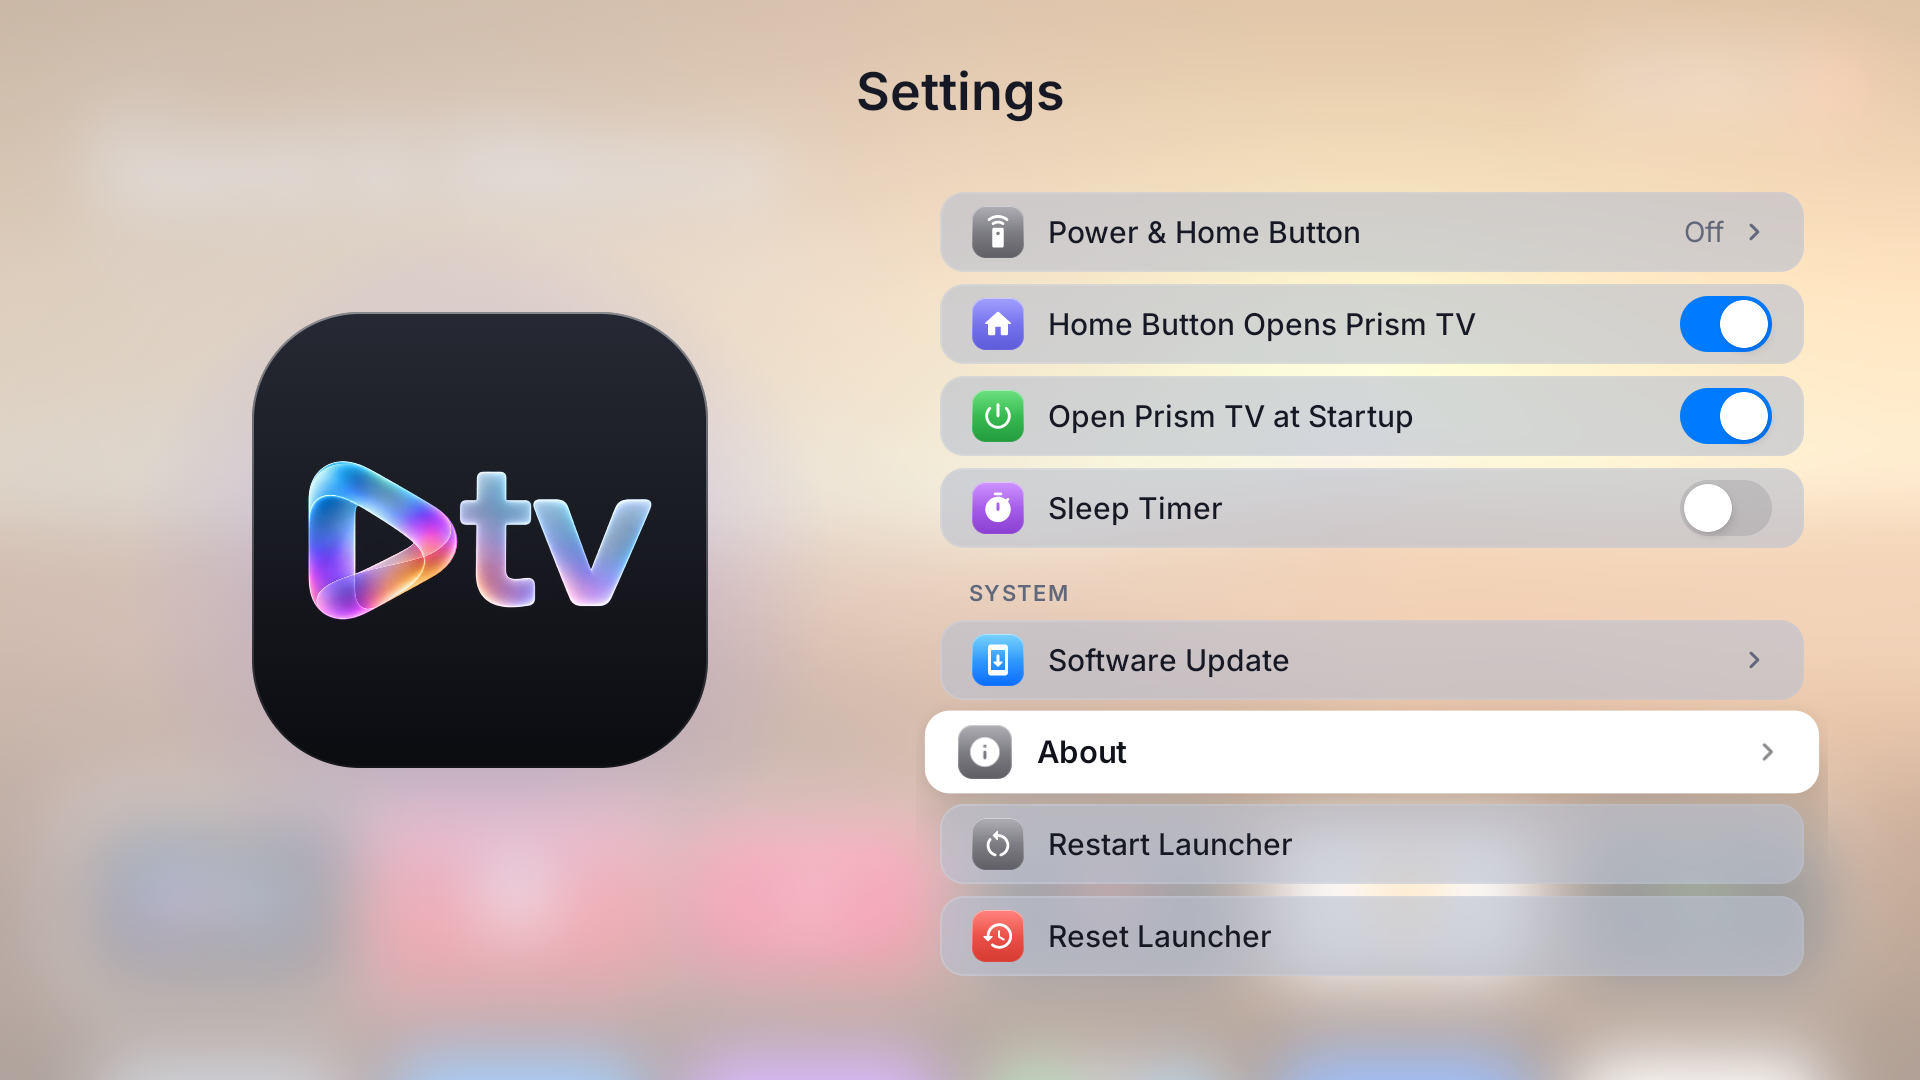 Settings
tv
Power & Home Button
Off
Home Button Opens Prism TV
Open Prism TV at Startup
Sleep Timer
SYSTEM
Software Update
About
Restart Launcher
Reset Launcher